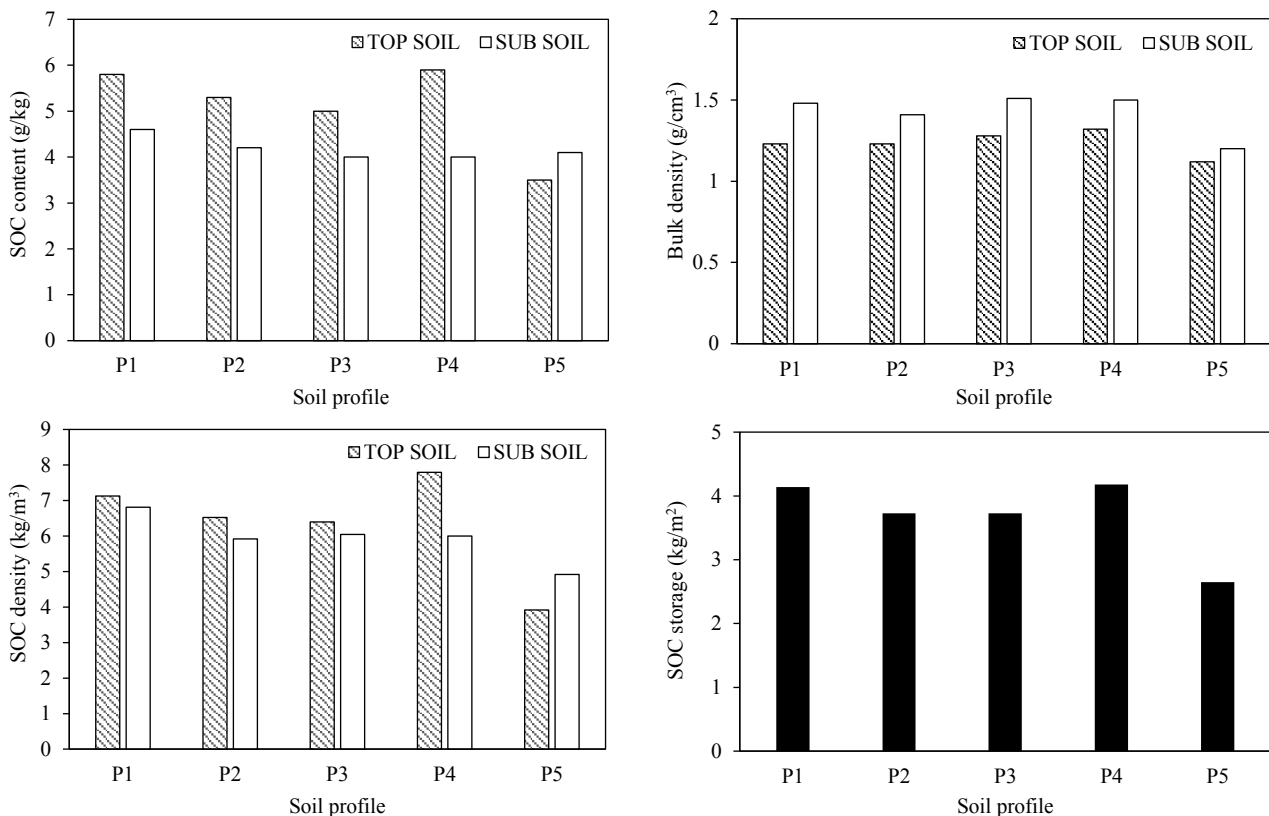 7
6
5
4
3
2
1
0
SOC content (g/kg)
TOP SOIL SUB SOIL
P1 P2 P3 P4 P5
Soil profile
2
1.5
1
0.5
0
Bulk density (g/cm³)
TOP SOIL SUB SOIL
P1 P2 P3 P4 P5
Soil profile
9
8
7
6
5
4
3
2
1
0
SOC density (kg/m³)
TOP SOIL SUB SOIL
P1 P2 P3 P4 P5
Soil profile
5
4
3
2
1
0
SOC storage (kg/m²)
P1 P2 P3 P4 P5
Soil profile